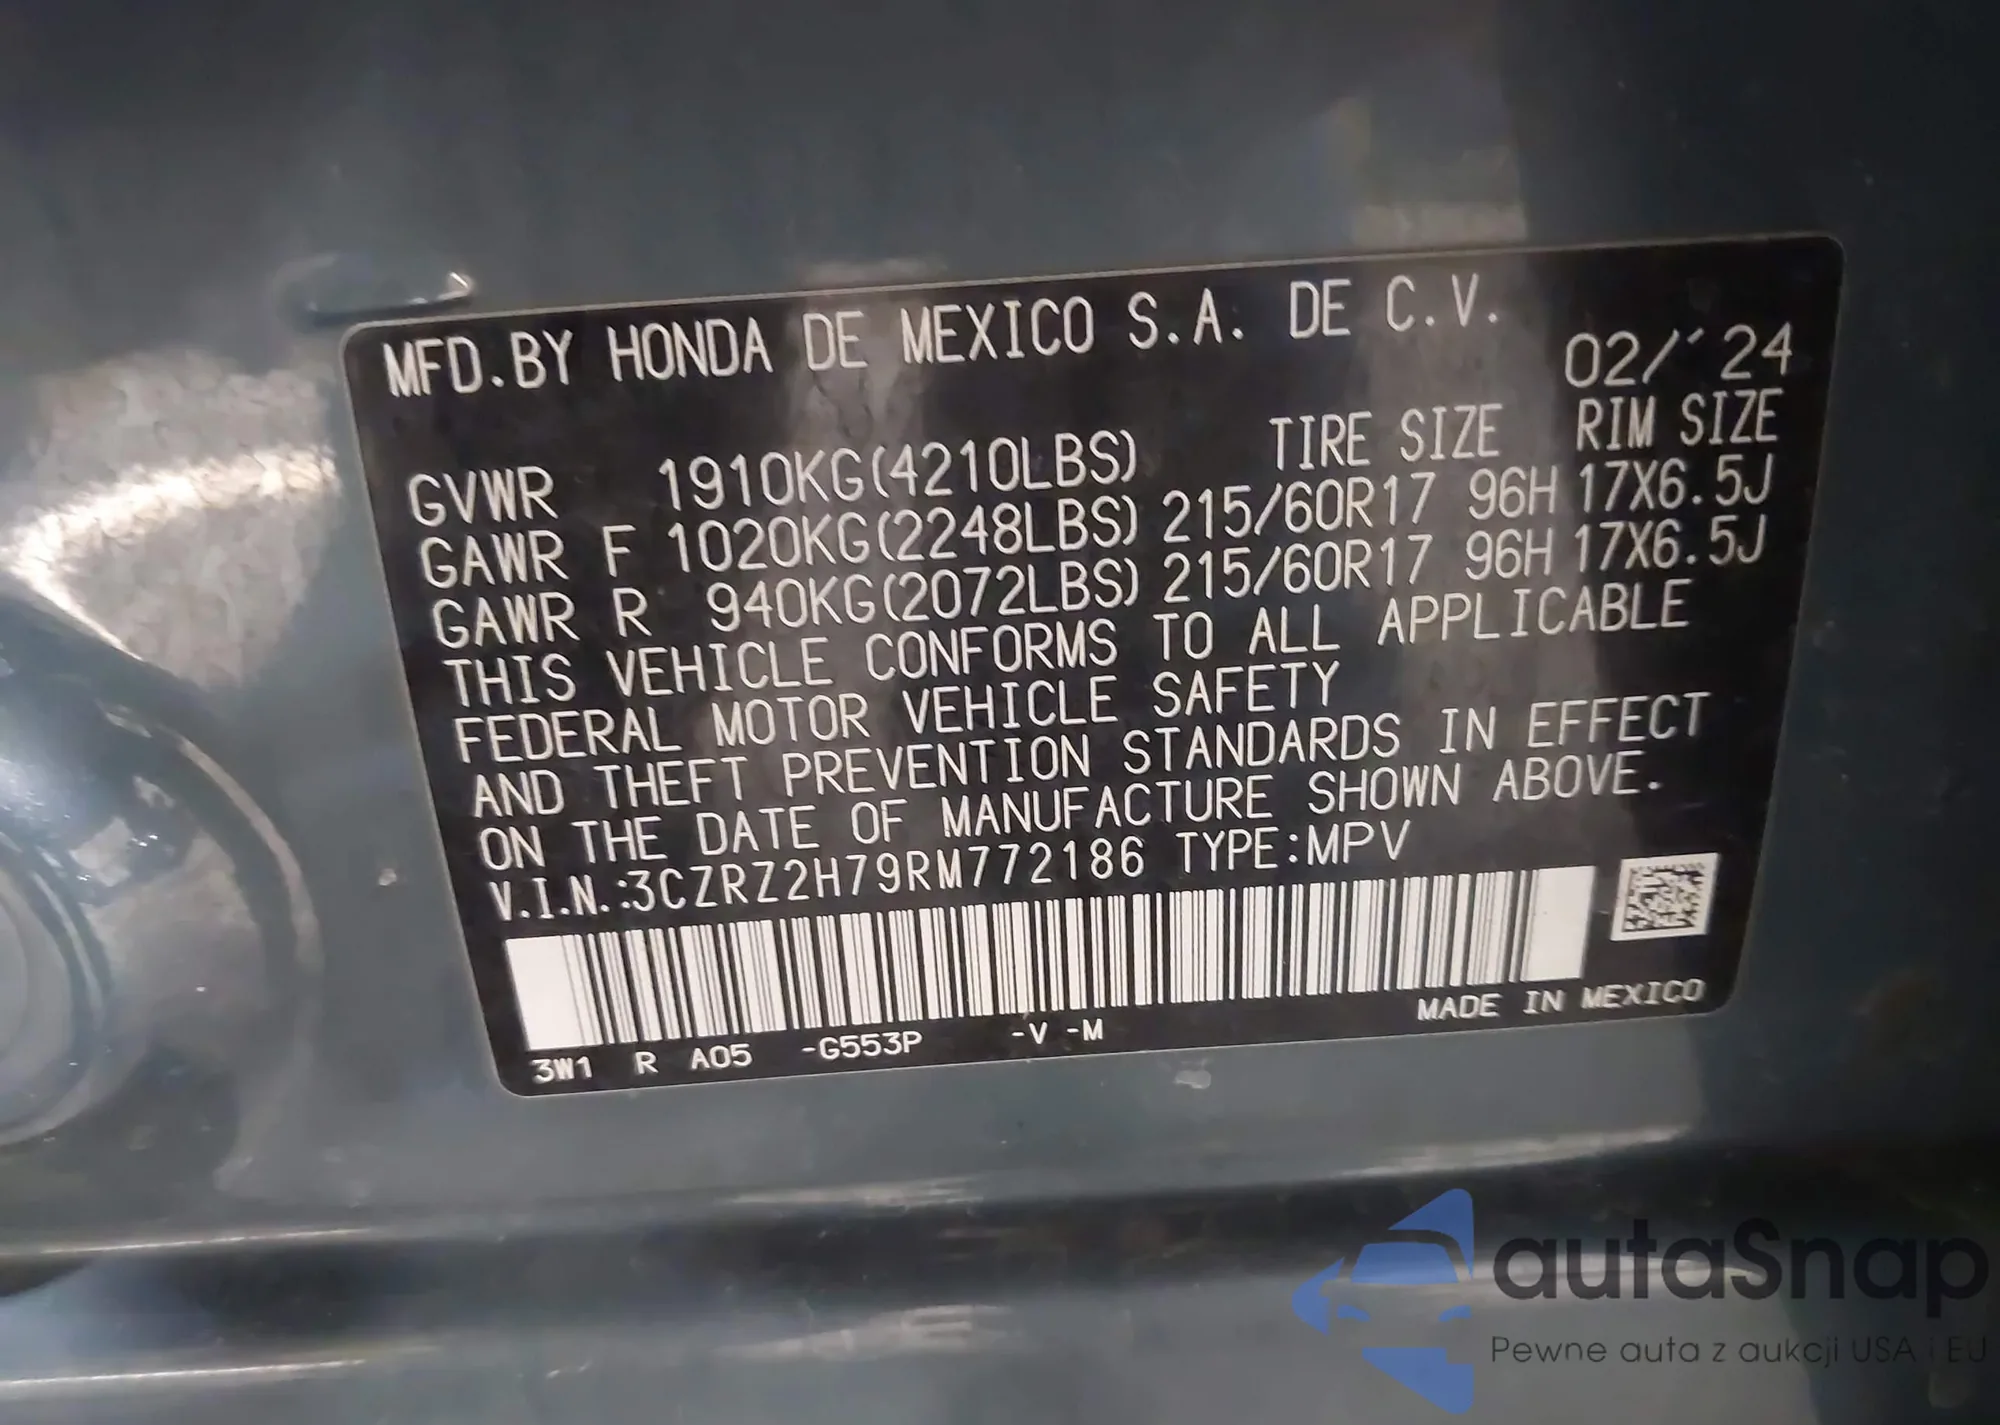 MFD.BY HONDA DE MEXICO S.A. DE C.V.
02/'24
TIRE SIZE RIM SIZE
GVWR 1910KG(4210LBS)
GAWR F 1020KG(2248LBS) 215/60R17 96H 17X6.5J
GAWR R 940KG(2072LBS) 215/60R17 96H 17X6.5J
THIS VEHICLE CONFORMS TO ALL APPLICABLE
FEDERAL MOTOR VEHICLE SAFETY
AND THEFT PREVENTION STANDARDS IN EFFECT
ON THE DATE OF MANUFACTURE SHOWN ABOVE.
V.I.N.:3CZRZ2H79RM772186 TYPE:MPV
MADE IN MEXICO
3W1 R A05 -G553P -V -M
autaSnap
Pewne auta z aukcji USA i EU